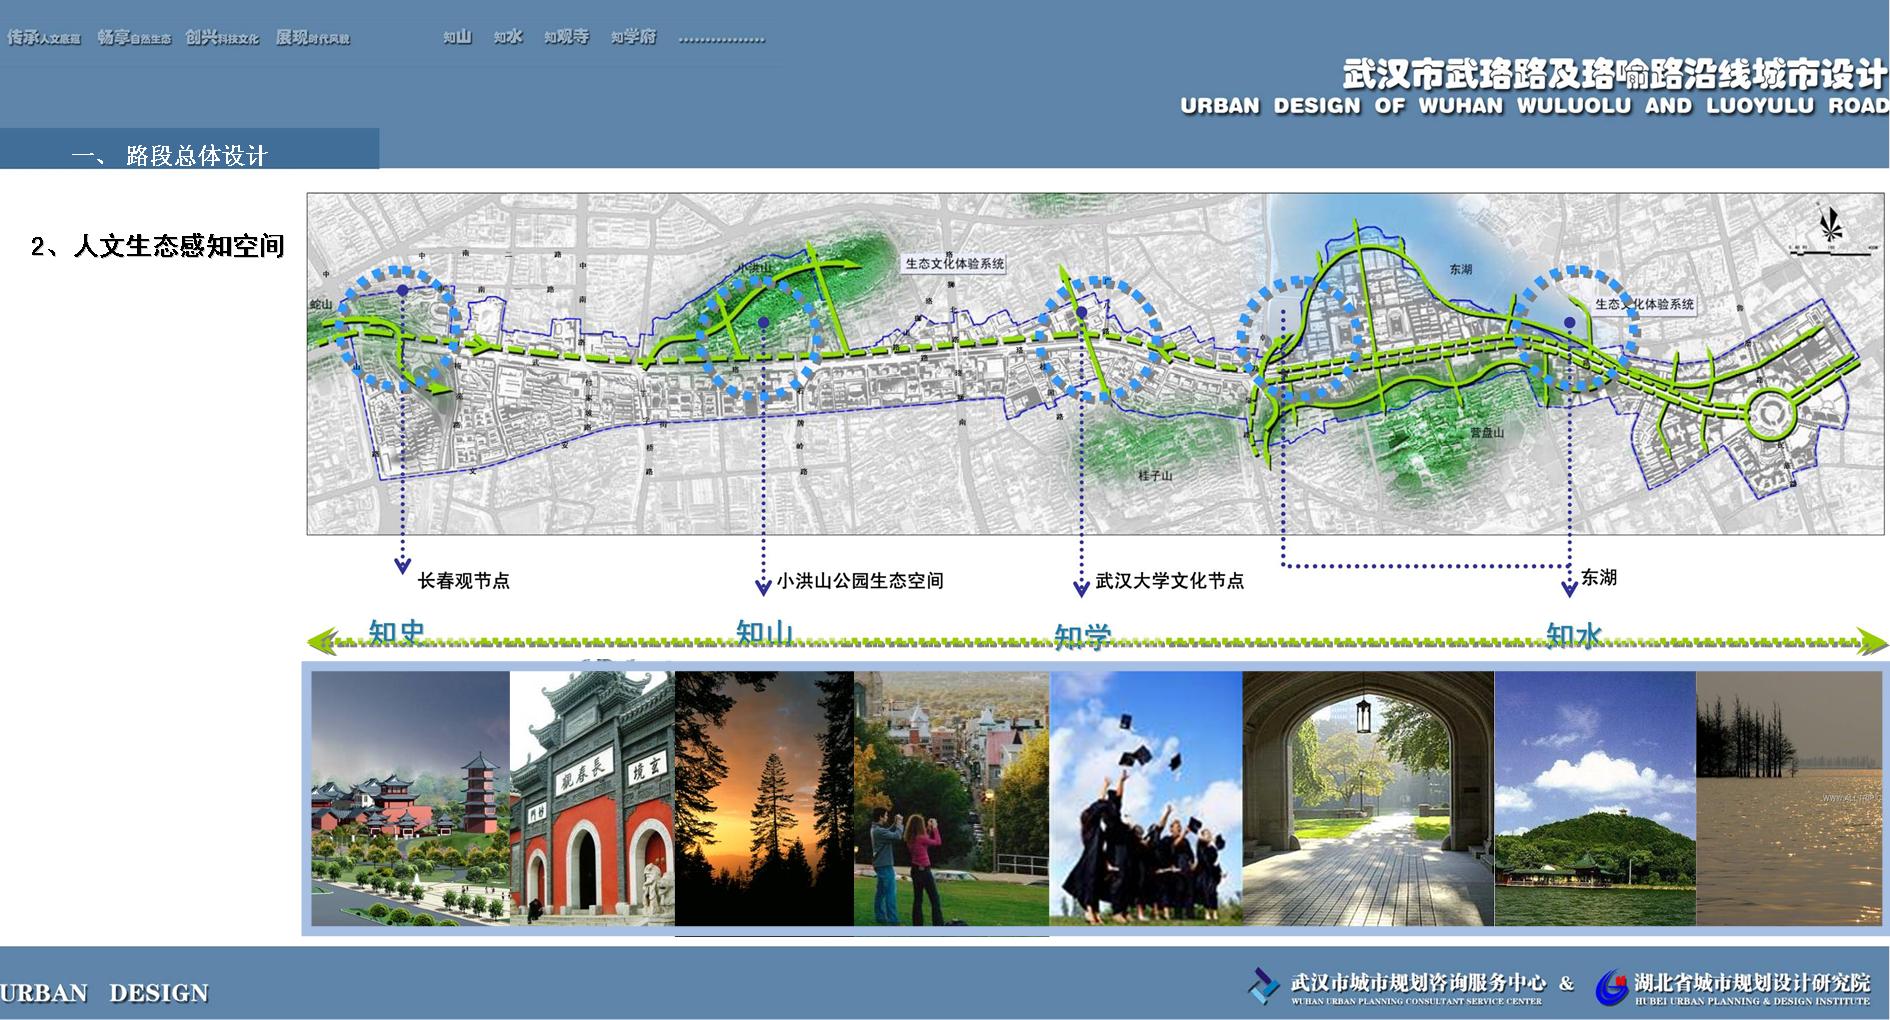 传承人文底蕴 畅享自然生态 创兴科技文化 展现时代风貌 知山 知水 知观寺 知学府 ................
武汉市武珞路及珞喻路沿线城市设计
URBAN DESIGN OF WUHAN WULUOLU AND LUOYULU ROAD
一、 路段总体设计
2、人文生态感知空间
蛇山
小洪山
生态文化体验系统
东湖
生态文化体验系统
桂子山
营盘山
长春观节点
小洪山公园生态空间
武汉大学文化节点
东湖
知史
知山
知学
知水
長春觀
玄境
妙門
URBAN DESIGN
武汉市城市规划咨询服务中心 & 湖北省城市规划设计研究院
WUHAN URBAN PLANNING CONSULTANT SERVICE CENTER
HUBEI URBAN PLANNING & DESIGN INSTITUTE